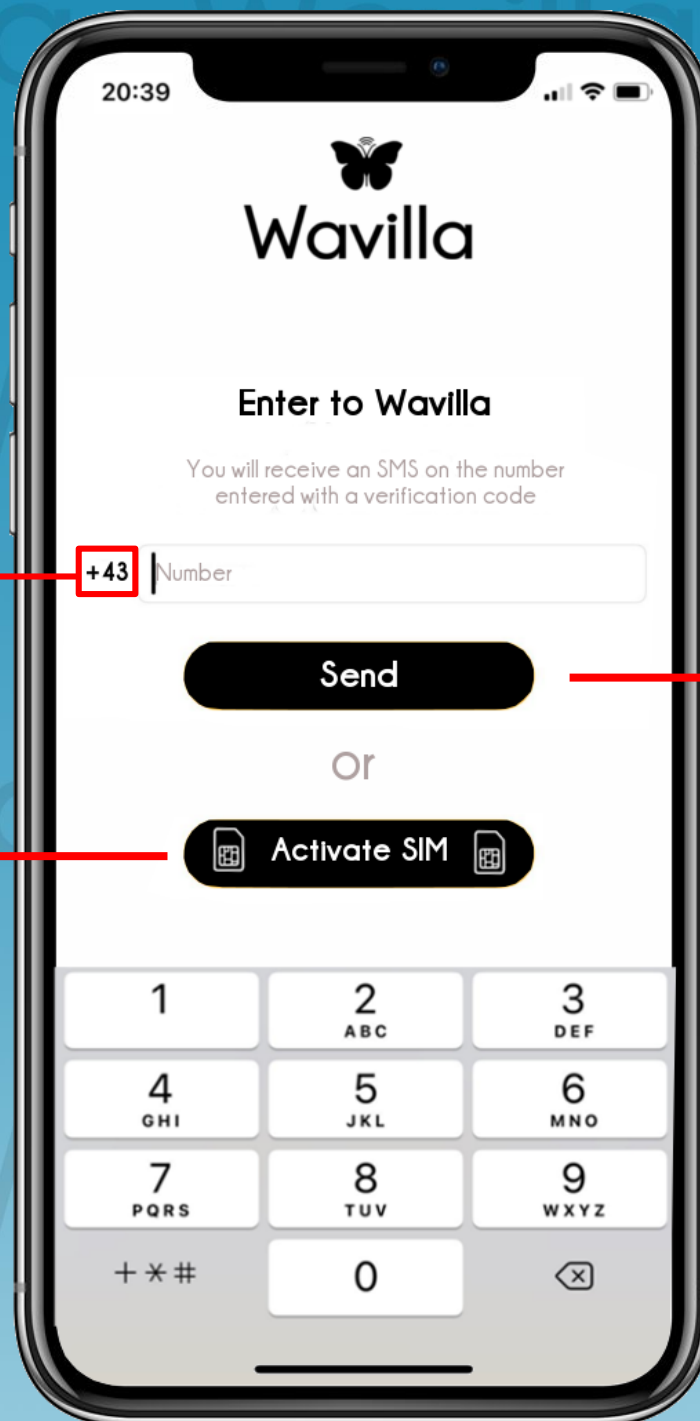 20:39
Wavilla
Enter to Wavilla
You will receive an SMS on the number
entered with a verification code
+43 Number
Send
or
Activate SIM
1 2 3
ABC DEF
4 5 6
GHI JKL MNO
7 8 9
PQRS TUV WXYZ
+*# 0